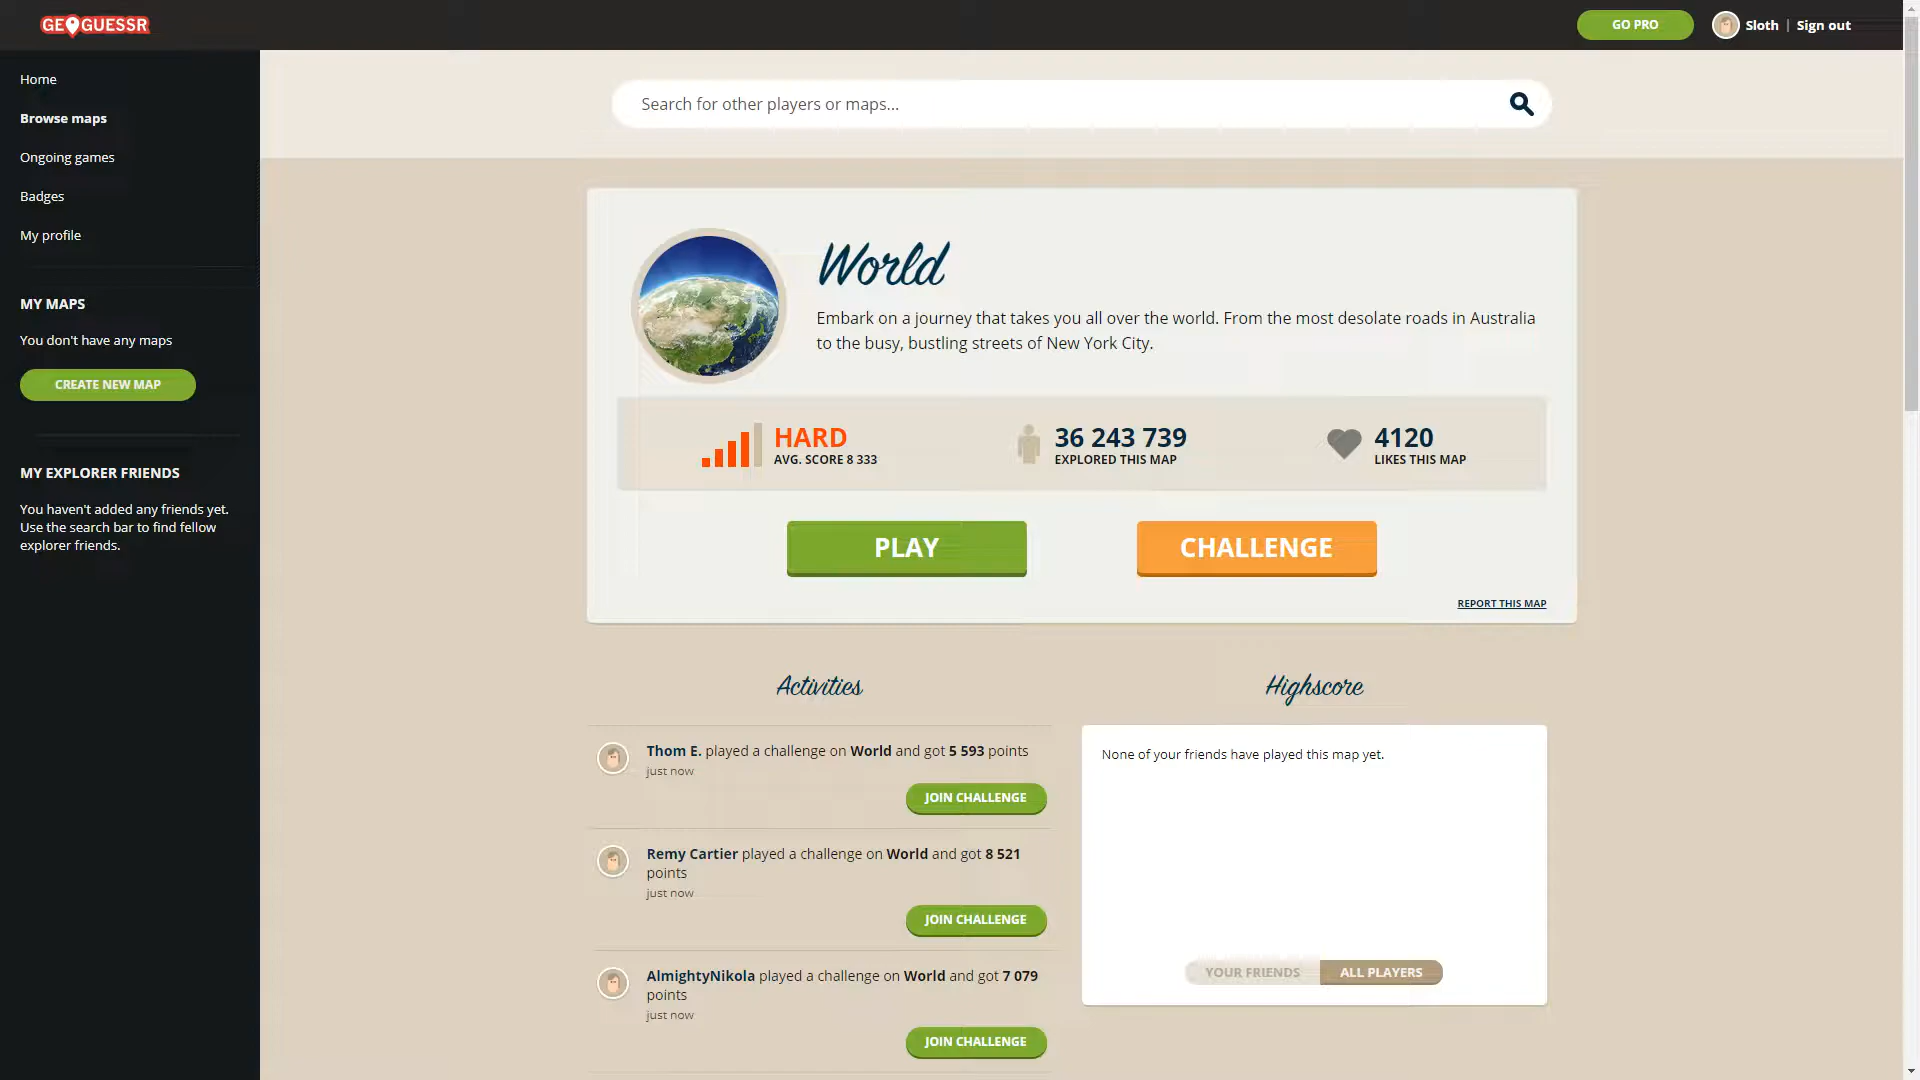 GEOGUESSR
GO PRO
Sloth | Sign out
Home
Browse maps
Ongoing games
Badges
My profile
MY MAPS
You don't have any maps
CREATE NEW MAP
MY EXPLORER FRIENDS
You haven't added any friends yet.
Use the search bar to find fellow
explorer friends.
Search for other players or maps...
World
Embark on a journey that takes you all over the world. From the most desolate roads in Australia
to the busy, bustling streets of New York City.
HARD
AVG. SCORE 8 333
36 243 739
EXPLORED THIS MAP
4120
LIKES THIS MAP
PLAY
CHALLENGE
REPORT THIS MAP
Activities
Thom E. played a challenge on World and got 5 593 points
just now
JOIN CHALLENGE
Remy Cartier played a challenge on World and got 8 521
points
just now
JOIN CHALLENGE
AlmightyNikola played a challenge on World and got 7 079
points
just now
JOIN CHALLENGE
Highscore
None of your friends have played this map yet.
YOUR FRIENDS
ALL PLAYERS